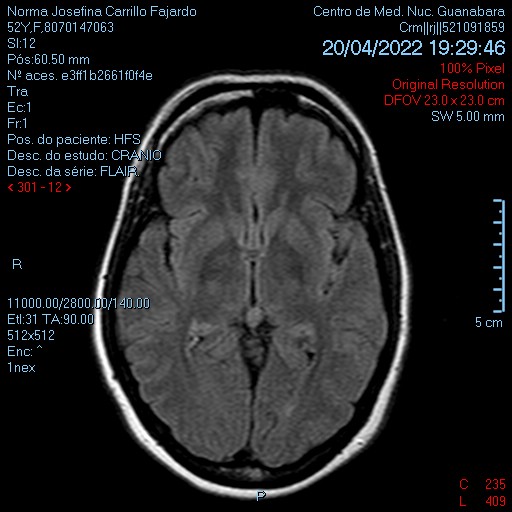 Norma Josefina Carrillo Fajardo
52Y,F,8070147063
Sl:12
Pós:60.50 mm
Nº aces. e3ff1b2661f0f4e
Tra
Ec:1
Fr:1
Pos. do paciente: HFS
Desc. do estudo: CRANIO
Desc. da série: FLAIR
< 301 - 12 >
Centro de Med. Nuc. Guanabara
Crm||rj||521091859
20/04/2022 19:29:46
100% Pixel
Original Resolution
DFOV 23.0 x 23.0 cm
SW 5.00 mm
R
11000.00/2800.00/140.00
Etl:31 TA:90.00
512x512
Enc: ^
1nex
5 cm
P
C 235
L 409